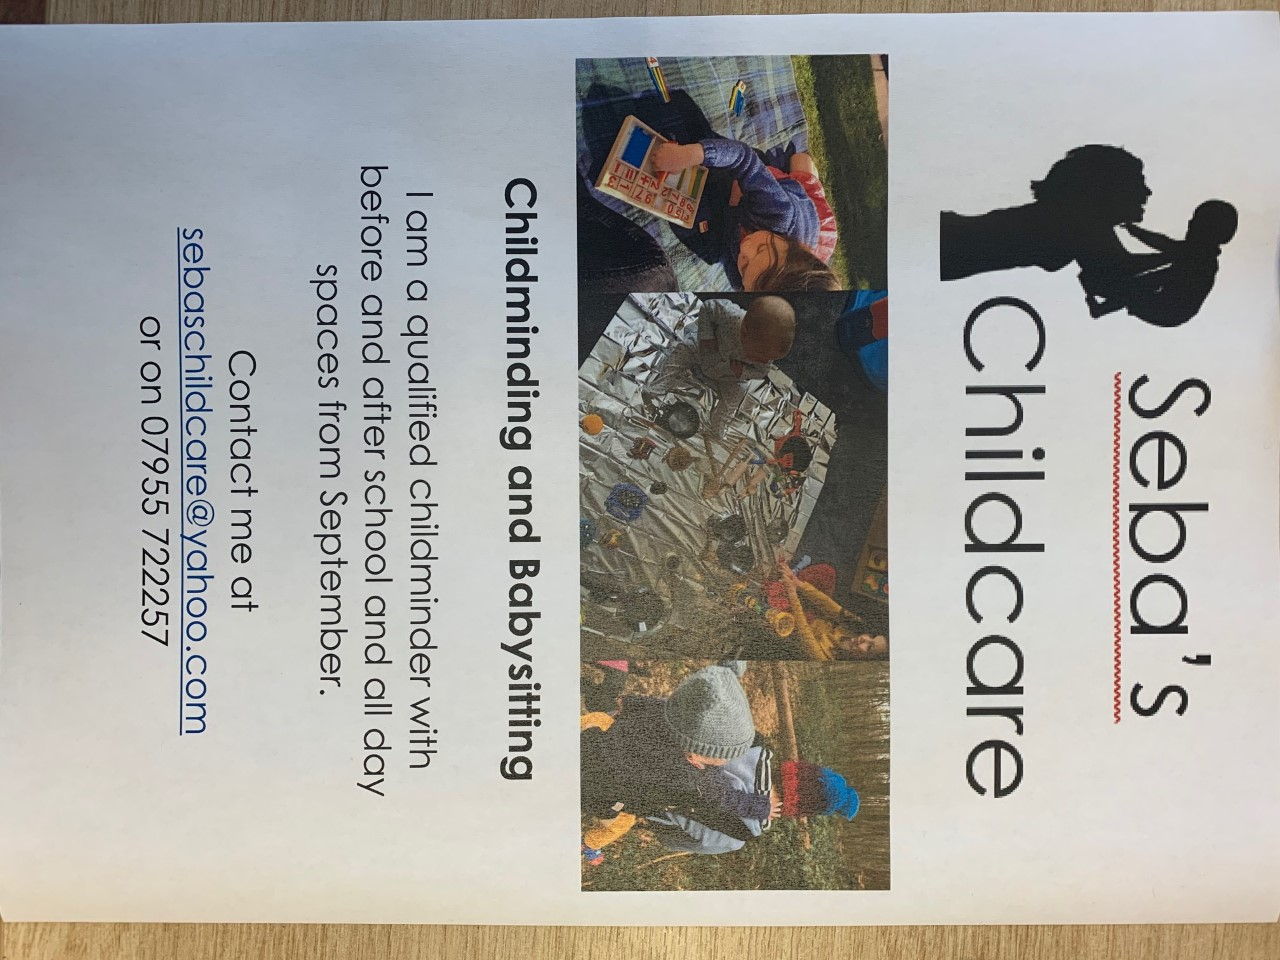 Seba's
Childcare
Childminding and Babysitting
I am a qualified childminder with
before and after school and all day
spaces from September.
Contact me at
sebaschildcare@yahoo.com
or on 07955 722257